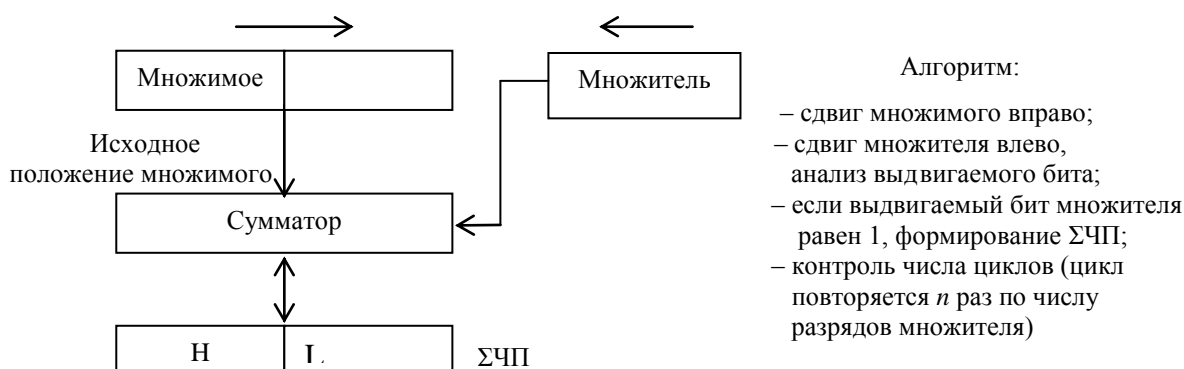 Множимое
Множитель
Исходное
положение множимого
Сумматор
H
L
ΣЧП
Алгоритм:
– сдвиг множимого вправо;
– сдвиг множителя влево,
анализ выдвигаемого бита;
– если выдвигаемый бит множителя
равен 1, формирование ΣЧП;
– контроль числа циклов (цикл
повторяется n раз по числу
разрядов множителя)